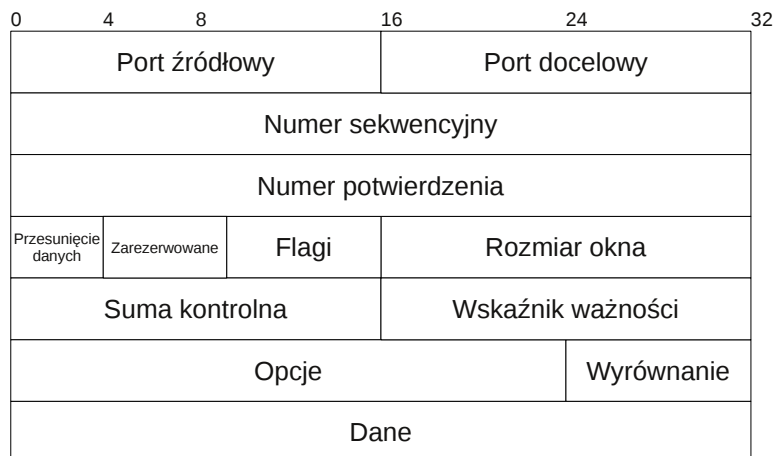 0 4 8 16 24 32
Port źródłowy Port docelowy
Numer sekwencyjny
Numer potwierdzenia
Przesunięcie
danych
Zarezerwowane
Flagi
Rozmiar okna
Suma kontrolna Wskaźnik ważności
Opcje Wyrównanie
Dane